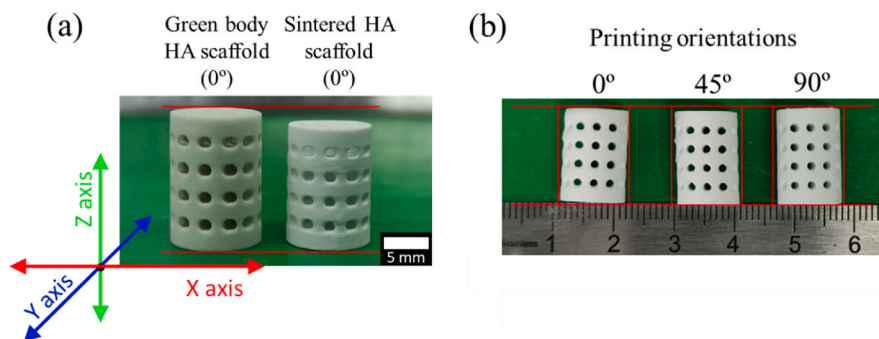 (a)
Green body
HA scaffold
(0º)
Sintered HA
scaffold
(0º)
Z axis
Y axis
X axis
5 mm
(b)
Printing orientations
0º
45º
90º
Stainless
1 2 3 4 5 6